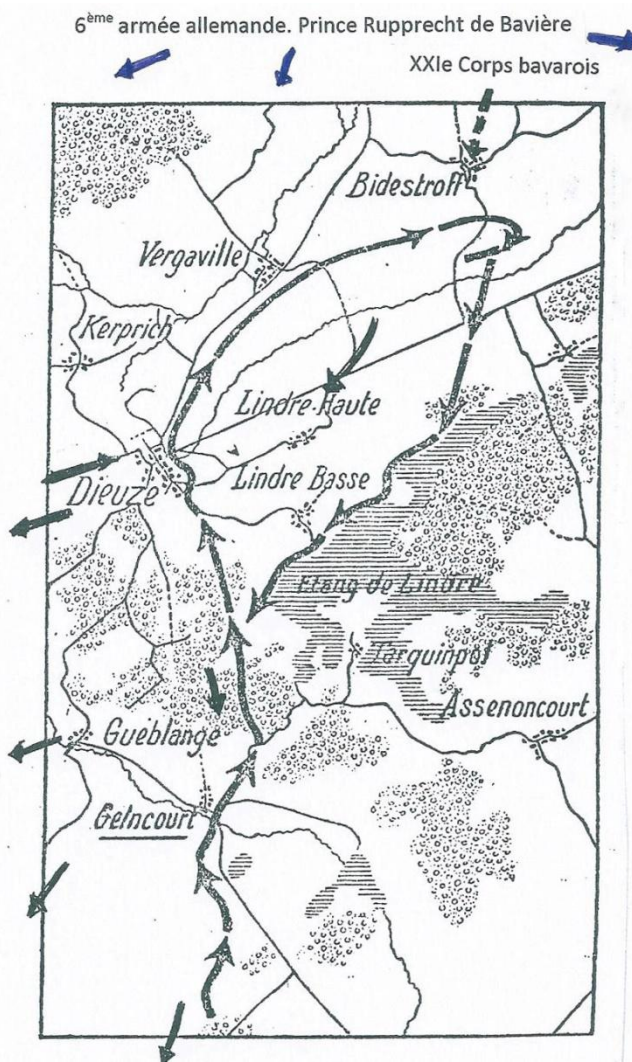 6ème armée allemande. Prince Rupprecht de Bavière
XXIe Corps bavarois
Bidestroff
Vergaville
Kerprich
Lindre Haute
Lindre Basse
Dieuze
Etang de Lindre
Tarquinpol
Assenoncourt
Guéblange
Gelncourt